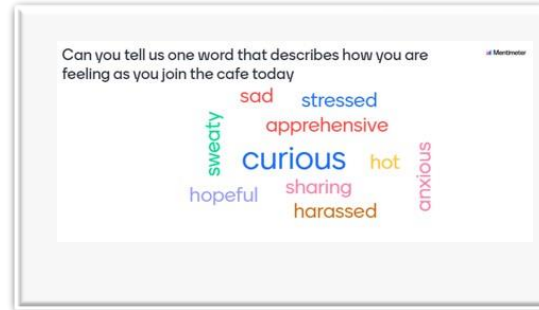 Can you tell us one word that describes how you are
Mentimeter
feeling as you join the cafe today
sad
stressed
sweaty
apprehensive
curious
hot
anxious
hopeful
sharing
harassed